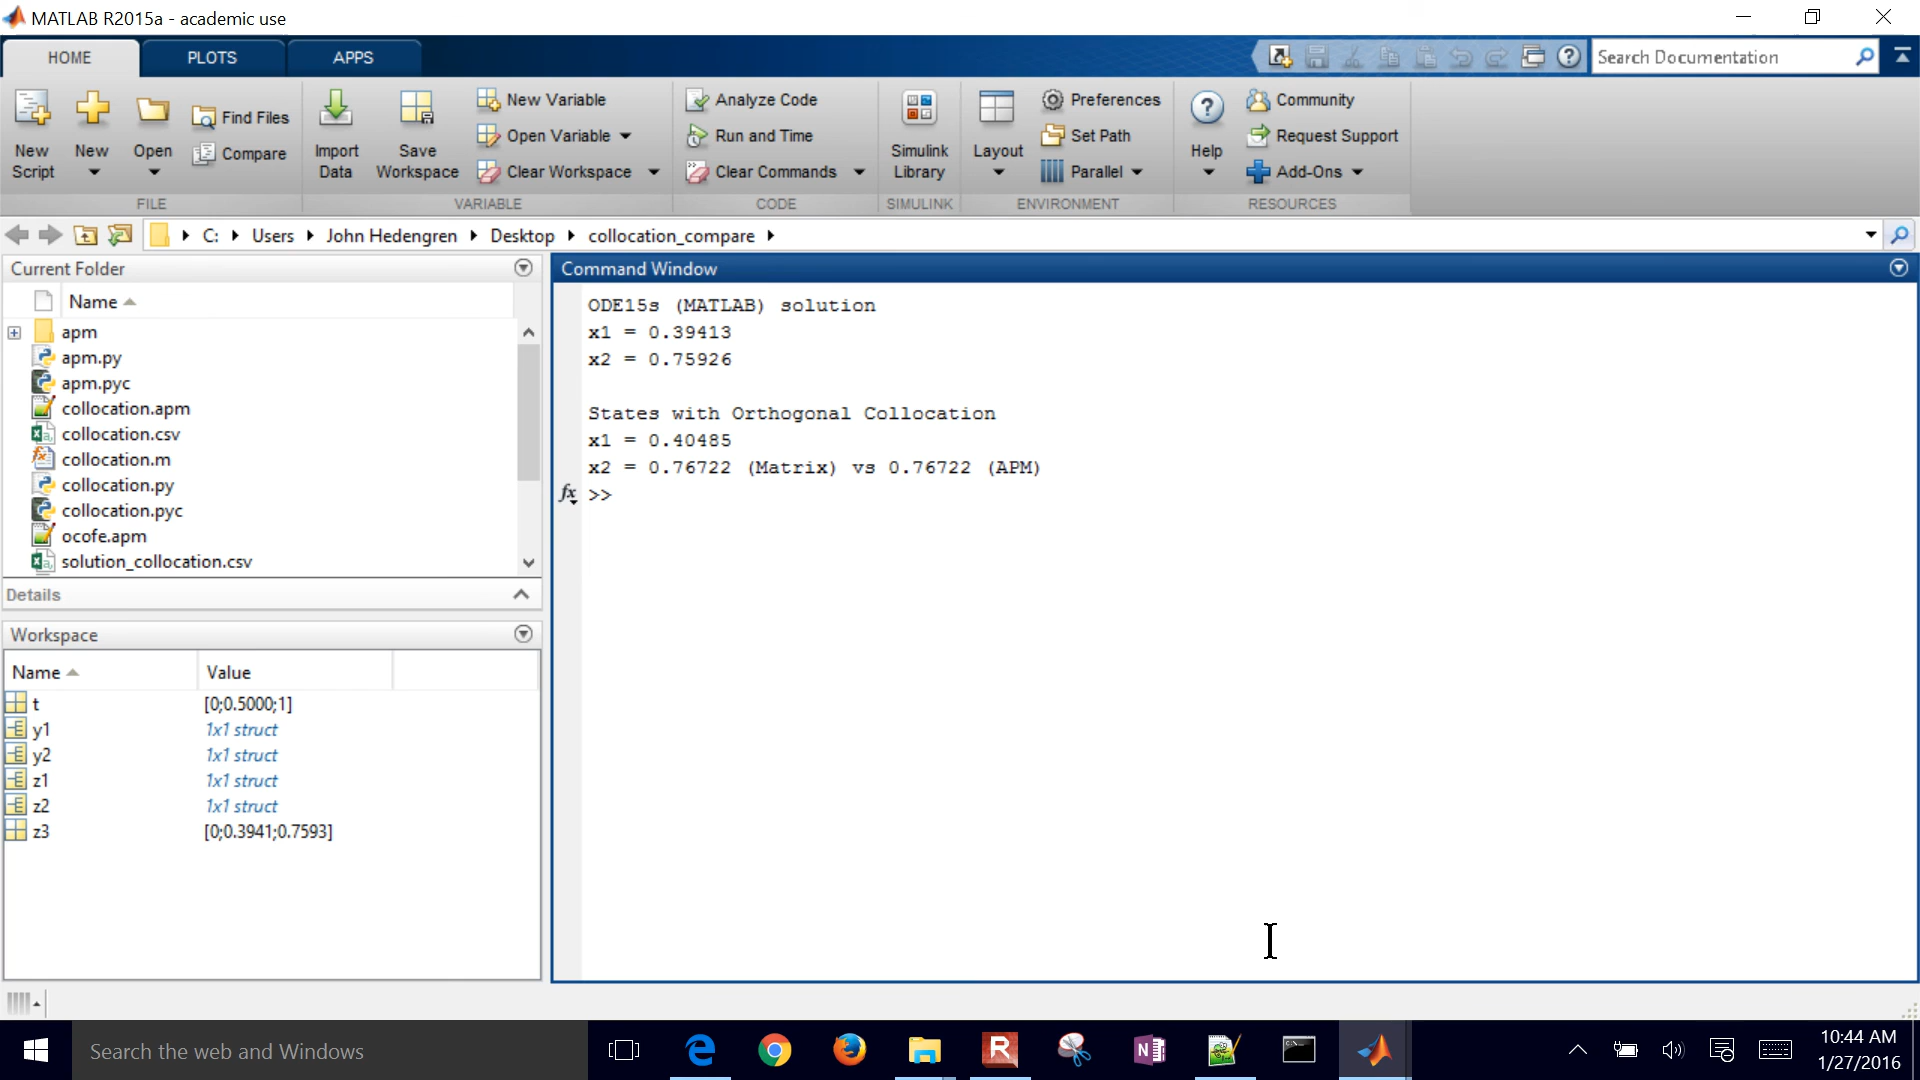 MATLAB R2015a - academic use
HOME
PLOTS
APPS
Search Documentation
New Script
New
Open
Find Files
Compare
FILE
Import Data
Save Workspace
New Variable
Open Variable
Clear Workspace
VARIABLE
Analyze Code
Run and Time
Clear Commands
CODE
Simulink Library
SIMULINK
Layout
Preferences
Set Path
Parallel
ENVIRONMENT
Help
Community
Request Support
Add-Ons
RESOURCES
C: Users John Hedengren Desktop collocation_compare
Current Folder
Name
apm
apm.py
apm.pyc
collocation.apm
collocation.csv
collocation.m
collocation.py
collocation.pyc
ocofe.apm
solution_collocation.csv
Details
Workspace
Name Value
t [0;0.5000;1]
y1 1x1 struct
y2 1x1 struct
z1 1x1 struct
z2 1x1 struct
z3 [0;0.3941;0.7593]
Command Window
ODE15s (MATLAB) solution
x1 = 0.39413
x2 = 0.75926
States with Orthogonal Collocation
x1 = 0.40485
x2 = 0.76722 (Matrix) vs 0.76722 (APM)
fx >>
Search the web and Windows
10:44 AM
1/27/2016